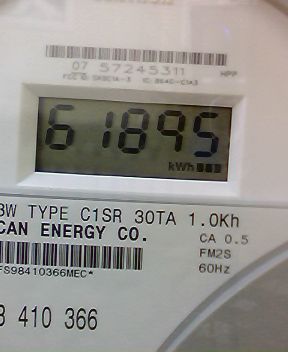 07 57245311
HPP
61895
kWh
3W TYPE C1SR 30TA 1.0Kh
CAN ENERGY CO.
CA 0.5
FM2S
60Hz
FS98410366MEC*
410 366